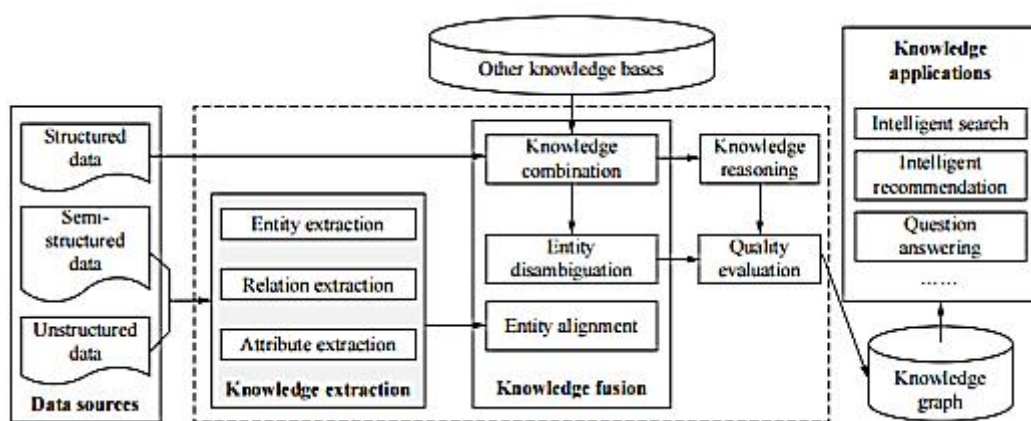 Other knowledge bases
Knowledge
applications
Intelligent search
Intelligent
recommendation
Question
answering
……
Structured
data
Semi-
structured data
Unstructured
data
Data sources
Entity extraction
Relation extraction
Attribute extraction
Knowledge extraction
Knowledge
combination
Entity
disambiguation
Entity alignment
Knowledge fusion
Knowledge
reasoning
Quality
evaluation
Knowledge
graph